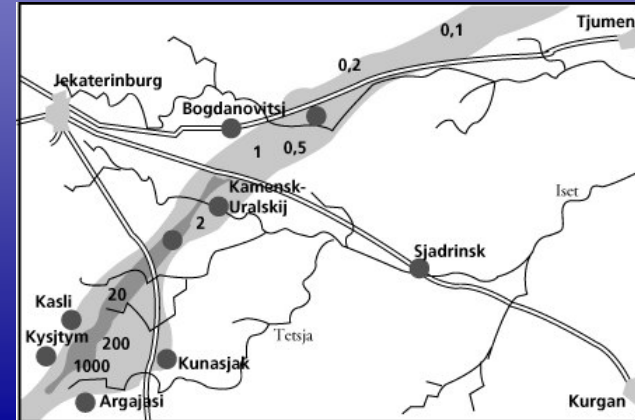 0,1
Tjumen
0,2
Jekaterinburg
Bogdanovitsj
1
0,5
Kamensk-
Uralskij
Iset
2
Sjadrinsk
20
Kasli
Tetsja
200
Kysjtym
1000
Kunasjak
Argajasi
Kurgan